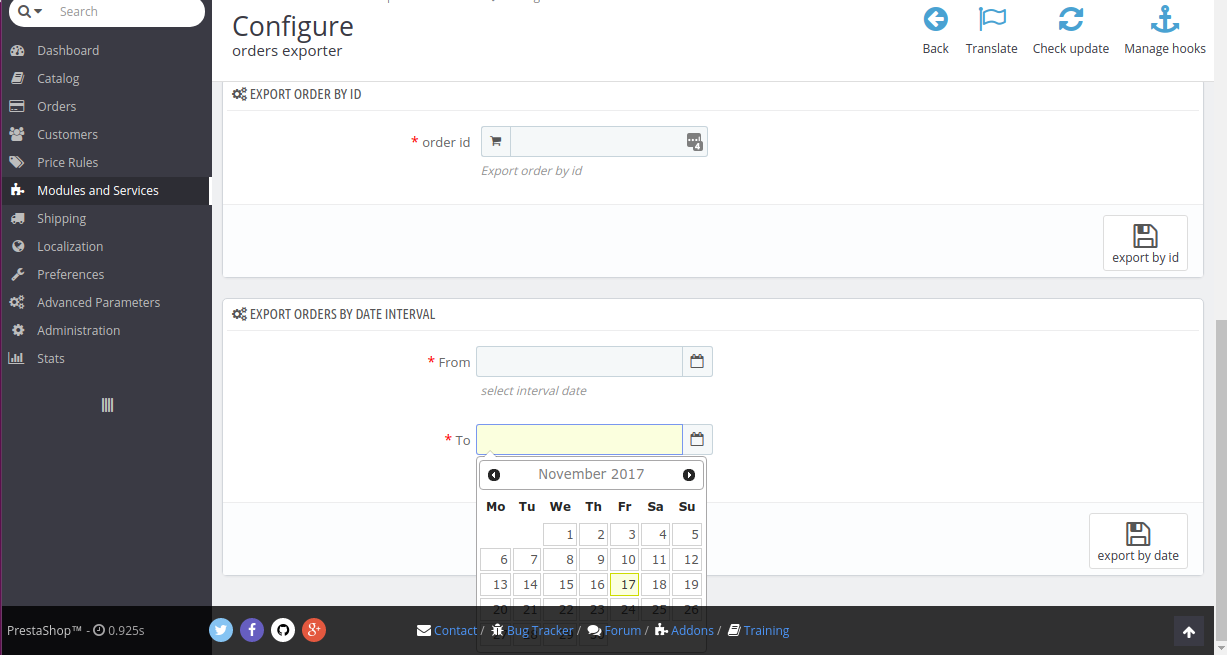 Search
Configure
orders exporter
Back
Translate
Check update
Manage hooks
Dashboard
Catalog
Orders
Customers
Price Rules
Modules and Services
Shipping
Localization
Preferences
Advanced Parameters
Administration
Stats
EXPORT ORDER BY ID
* order id
4
Export order by id
export by id
EXPORT ORDERS BY DATE INTERVAL
* From
select interval date
* To
November 2017
Mo Tu We Th Fr Sa Su
1 2 3 4 5
6 7 8 9 10 11 12
13 14 15 16 17 18 19
20 21 22 23 24 25 26
export by date
PrestaShop™ - 0.925s
Contact / Bug Tracker / Forum / Addons / Training